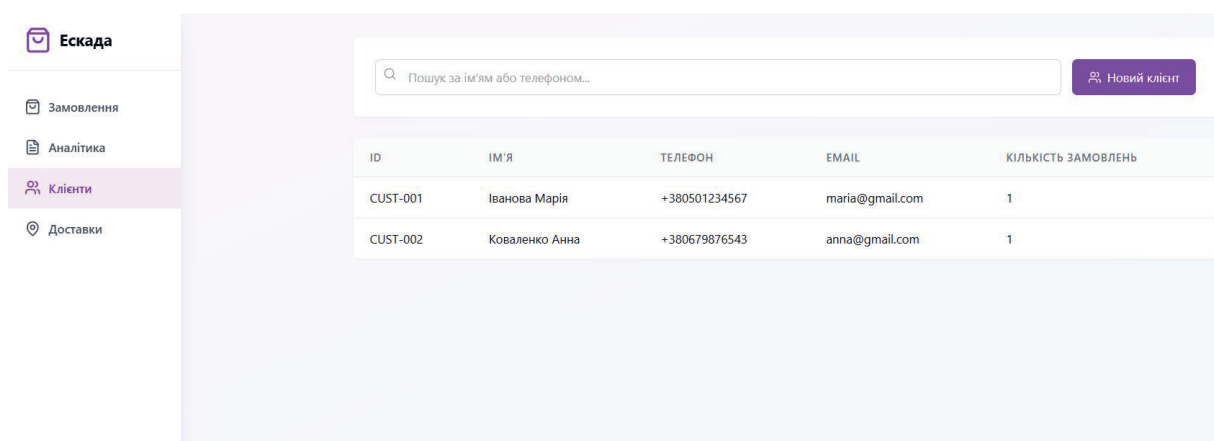 Ескада
Замовлення
Аналітика
Клієнти
Доставки
Пошук за ім'ям або телефоном...
Новий клієнт
ID ІМ'Я ТЕЛЕФОН EMAIL КІЛЬКІСТЬ ЗАМОВЛЕНЬ
CUST-001 Іванова Марія +380501234567 maria@gmail.com 1
CUST-002 Коваленко Анна +380679876543 anna@gmail.com 1